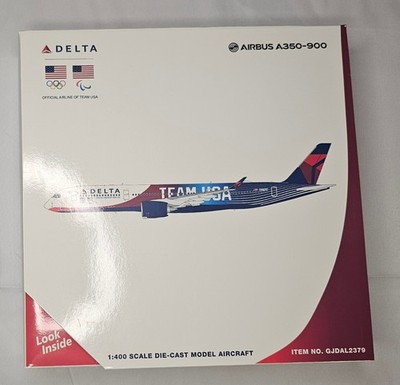 DELTA
AIRBUS A350-900
OFFICIAL AIRLINE OF TEAM USA
DELTA
TEAM USA
Look
Inside
1:400 SCALE DIE-CAST MODEL AIRCRAFT
ITEM NO. GJDAL2379